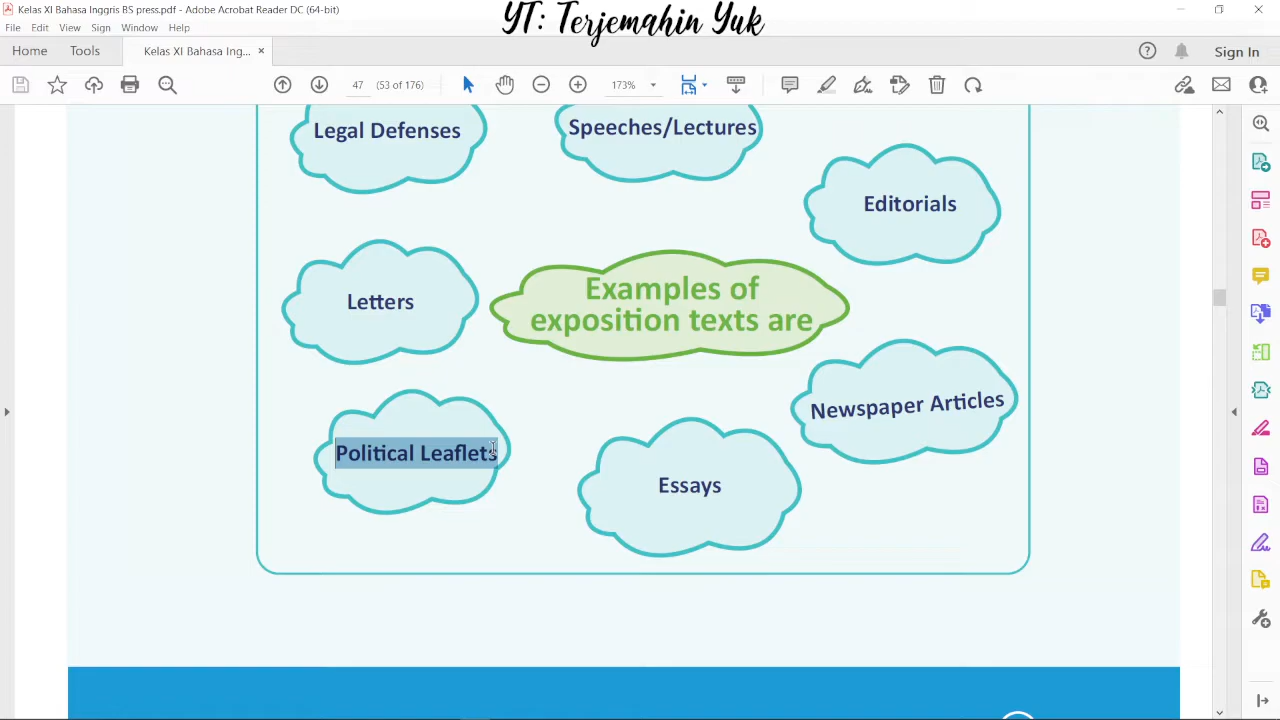 Kelas XI Bahasa Inggris BS press.pdf - Adobe Acrobat Reader DC (64-bit)
YT: Terjemahin Yuk
File Edit View Sign Window Help
Home Tools Kelas XI Bahasa Ing... × Sign In
47 (53 of 176) 173%
Legal Defenses
Speeches/Lectures
Editorials
Letters
Examples of
exposition texts are
Newspaper Articles
Political Leaflets
Essays